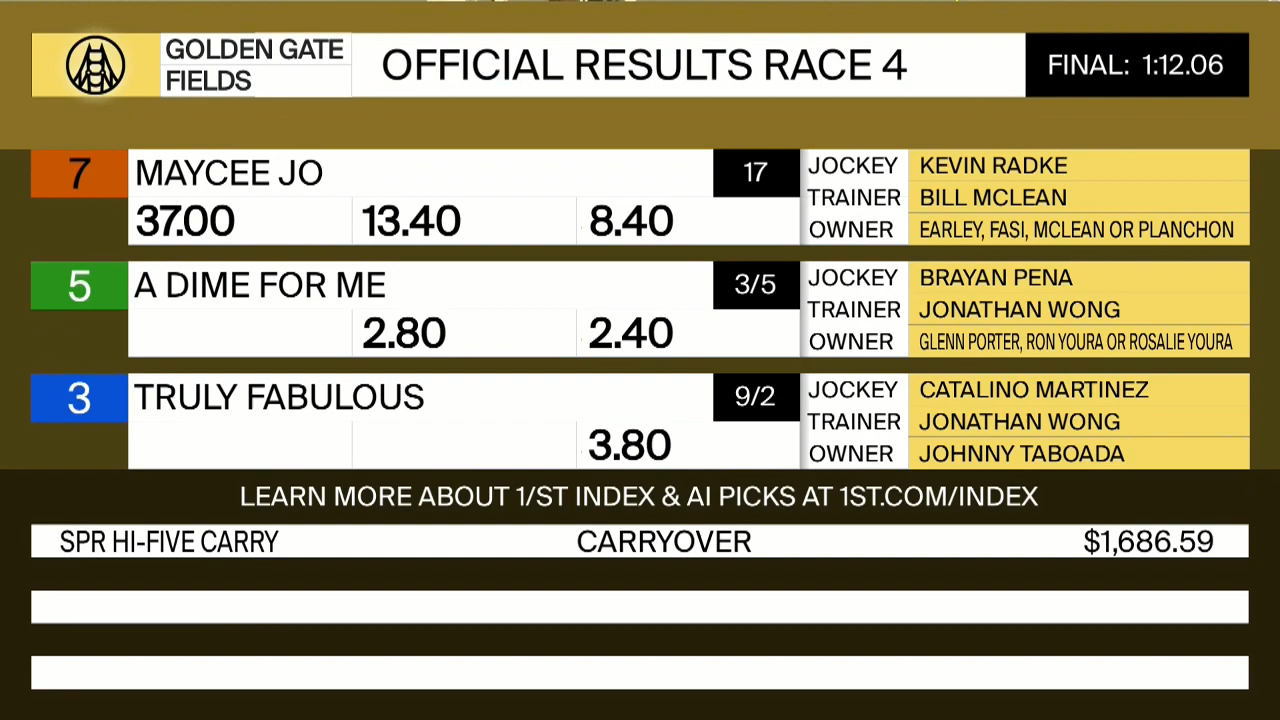 GOLDEN GATE
FIELDS
OFFICIAL RESULTS RACE 4
FINAL: 1:12.06
7
MAYCEE JO
17
37.00 13.40 8.40
JOCKEY KEVIN RADKE
TRAINER BILL MCLEAN
OWNER EARLEY, FASI, MCLEAN OR PLANCHON
5
A DIME FOR ME
3/5
2.80 2.40
JOCKEY BRAYAN PENA
TRAINER JONATHAN WONG
OWNER GLENN PORTER, RON YOURA OR ROSALIE YOURA
3
TRULY FABULOUS
9/2
3.80
JOCKEY CATALINO MARTINEZ
TRAINER JONATHAN WONG
OWNER JOHNNY TABOADA
LEARN MORE ABOUT 1/ST INDEX & AI PICKS AT 1ST.COM/INDEX
SPR HI-FIVE CARRY CARRYOVER $1,686.59